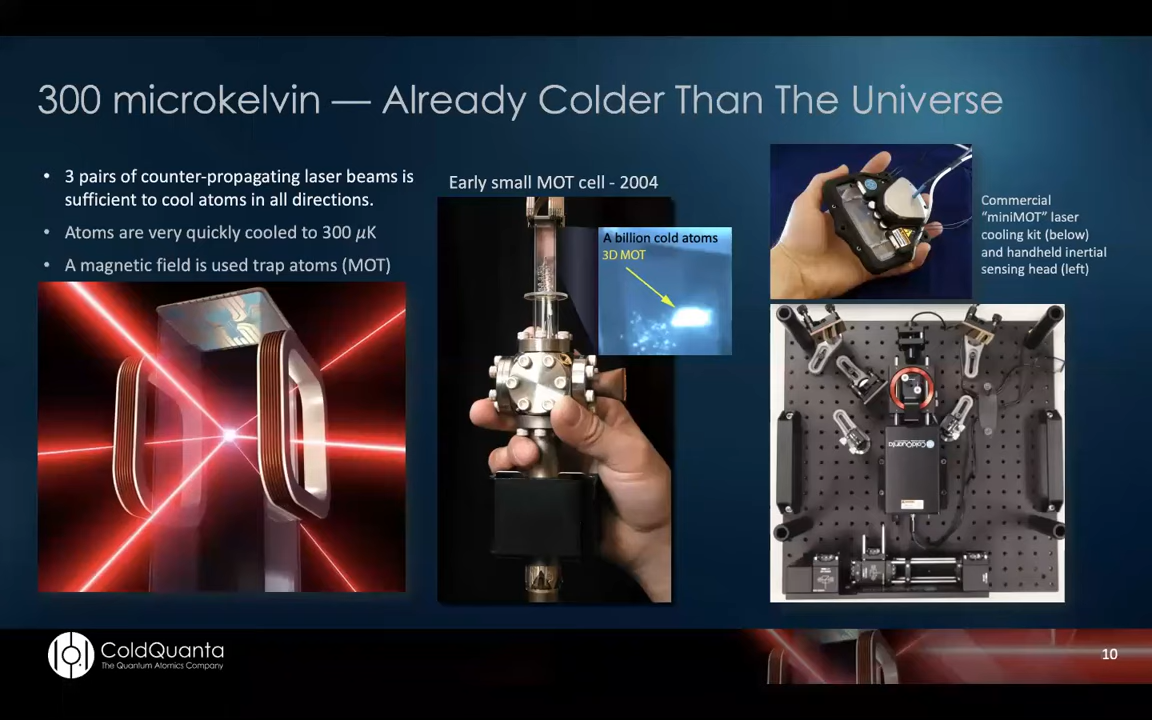 300 microkelvin — Already Colder Than The Universe
• 3 pairs of counter-propagating laser beams is
sufficient to cool atoms in all directions.
• Atoms are very quickly cooled to 300 𝜇K
• A magnetic field is used trap atoms (MOT)
Early small MOT cell - 2004
A billion cold atoms
3D MOT
Commercial
“miniMOT” laser
cooling kit (below)
and handheld inertial
sensing head (left)
ColdQuanta
ColdQuanta
The Quantum Atomics Company
10